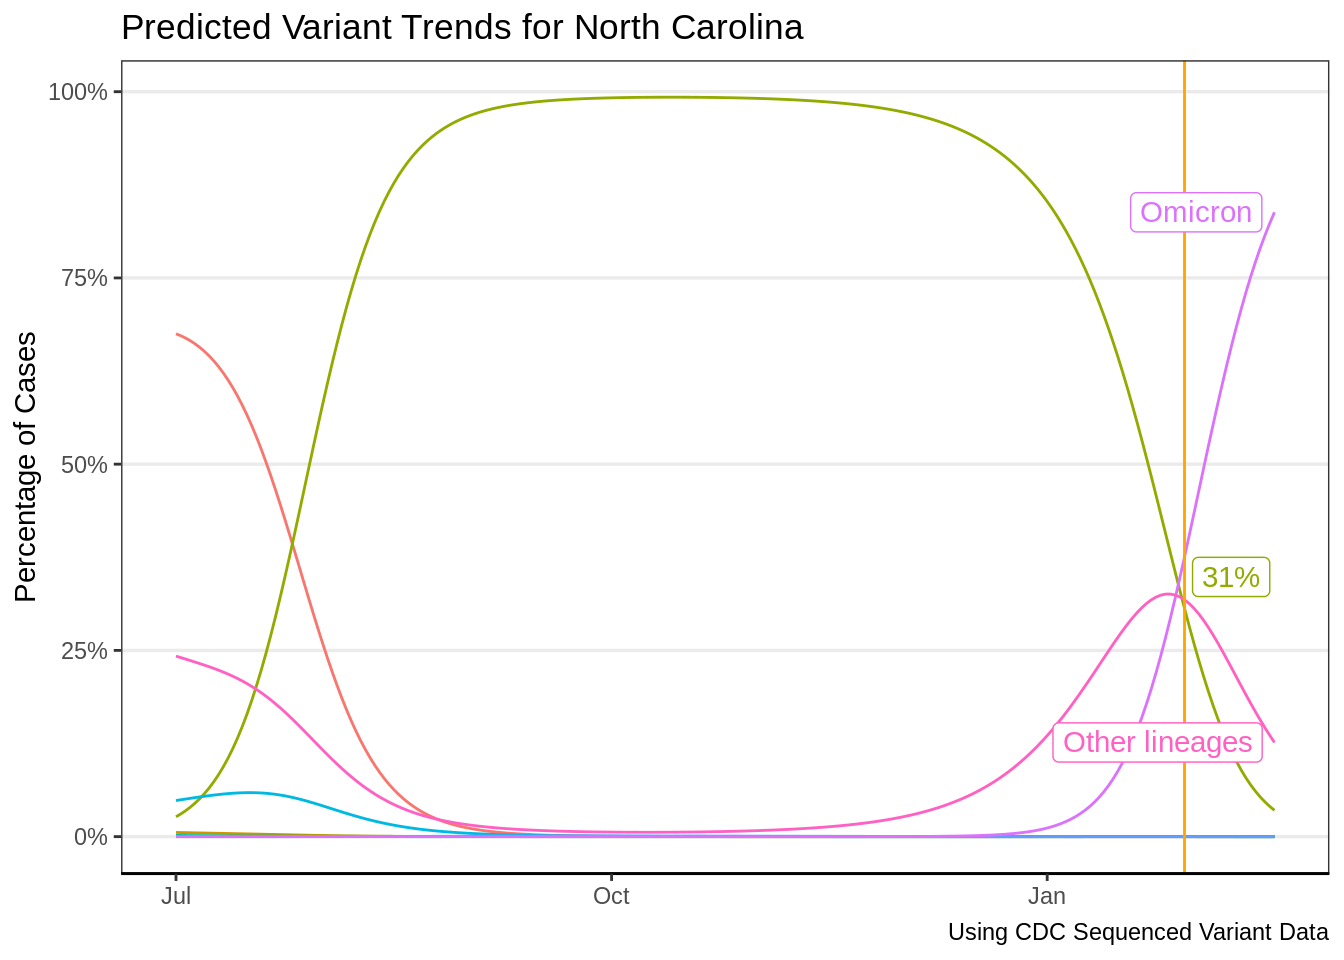 Predicted Variant Trends for North Carolina
100%
Omicron
75%
Percentage of Cases
50%
31%
25%
Other lineages
0%
Jul Oct Jan
Using CDC Sequenced Variant Data